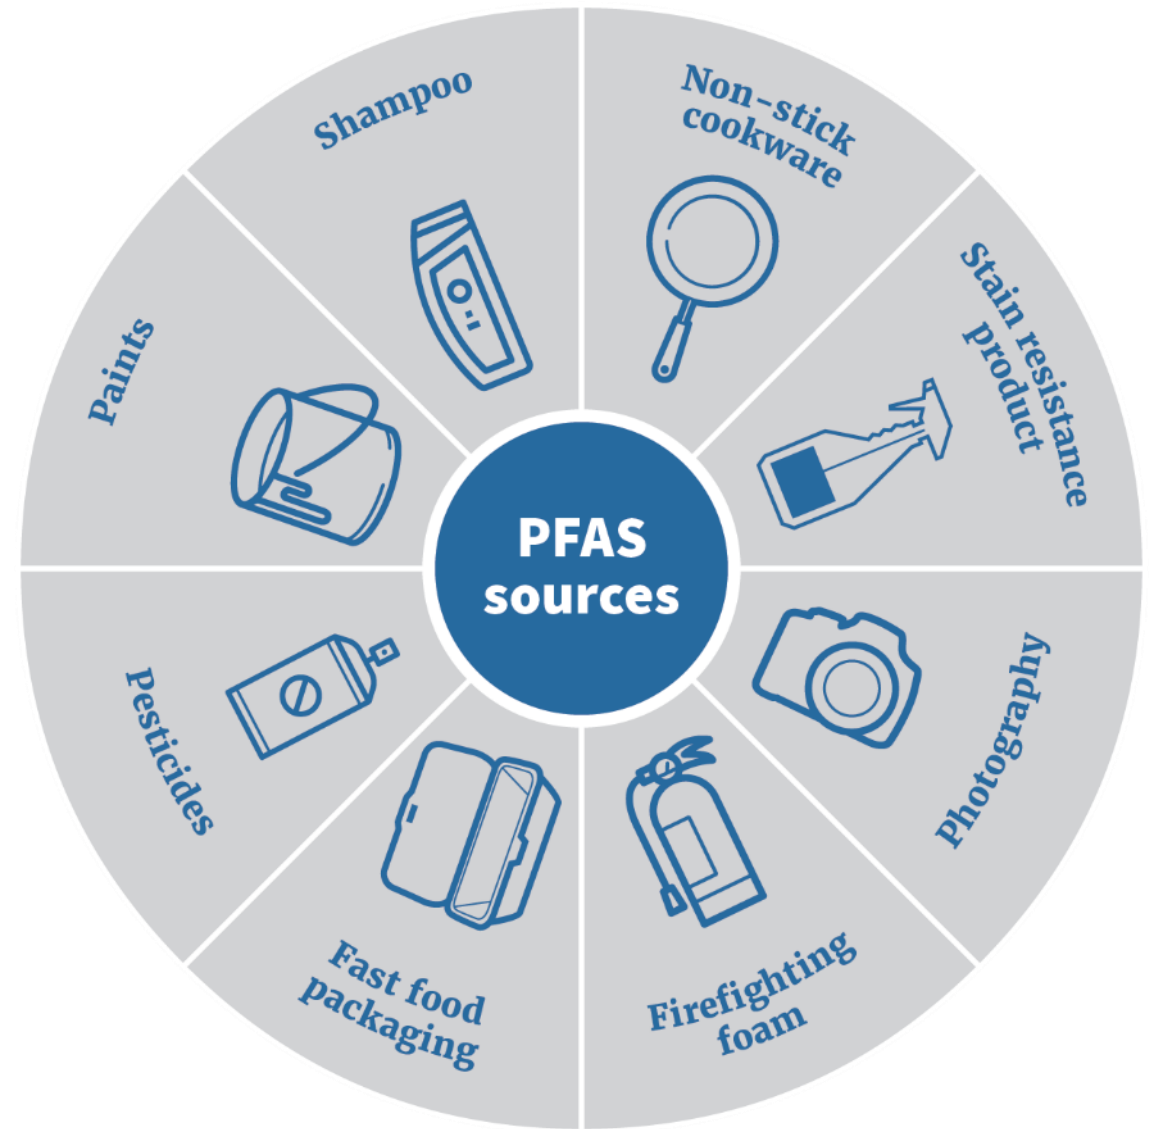 PFAS
sources
Non-stick
cookware
Stain resistance
product
Photography
Firefighting
foam
Fast food
packaging
Pesticides
Paints
Shampoo